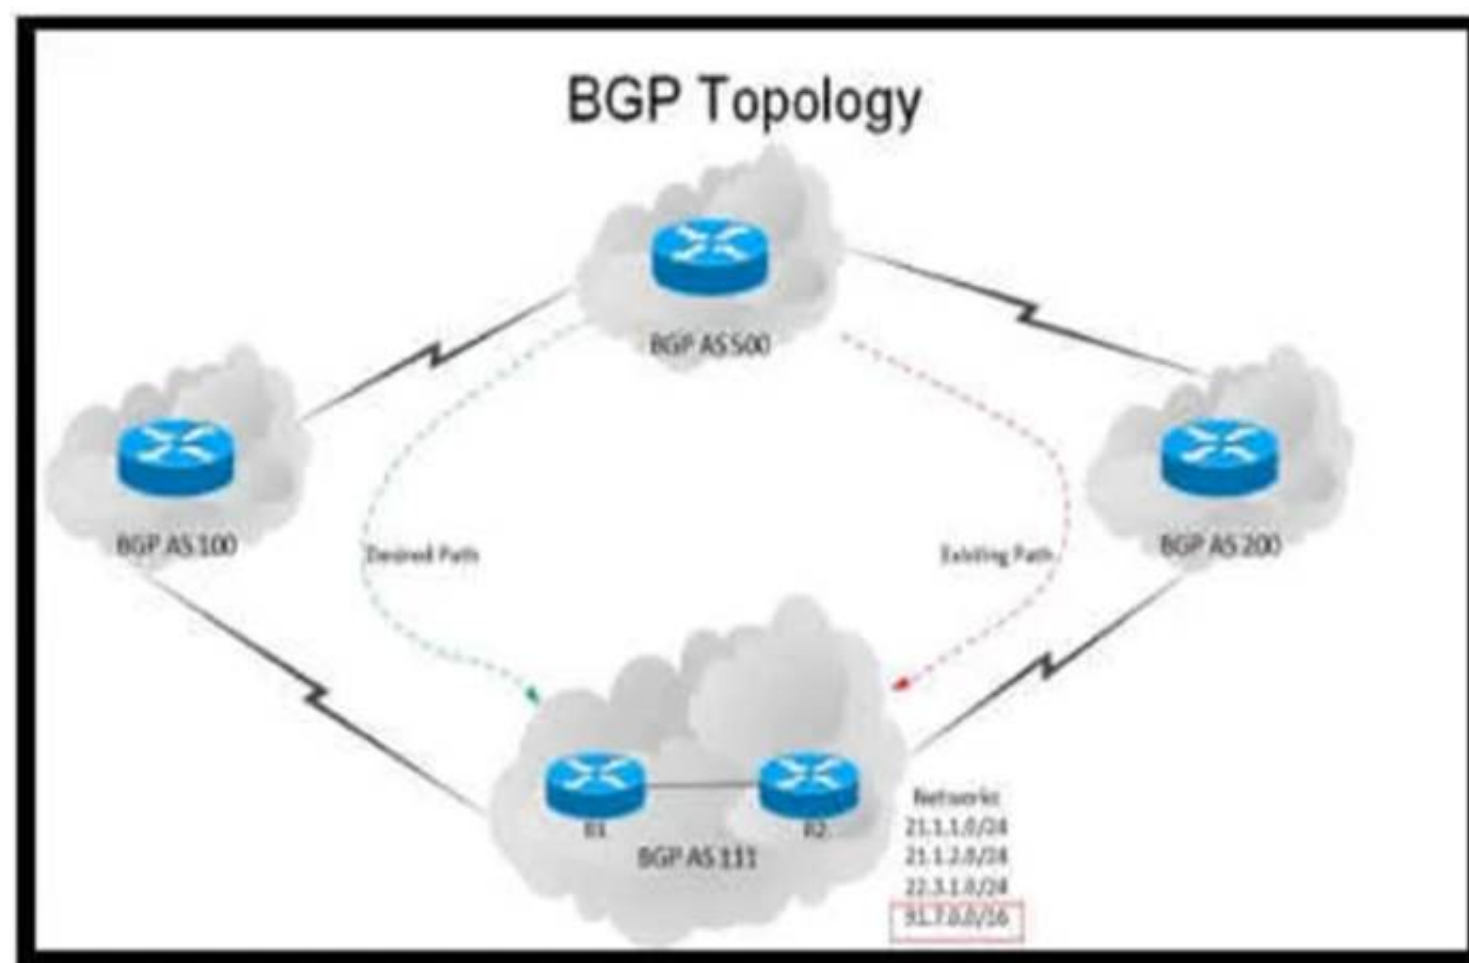 BGP Topology
BGP AS 500
BGP AS 100
Desired Path
Existing Path
BGP AS 200
R1
R2
BGP AS 111
Networks
21.1.1.0/24
21.1.2.0/24
22.3.1.0/24
91.7.0.0/16